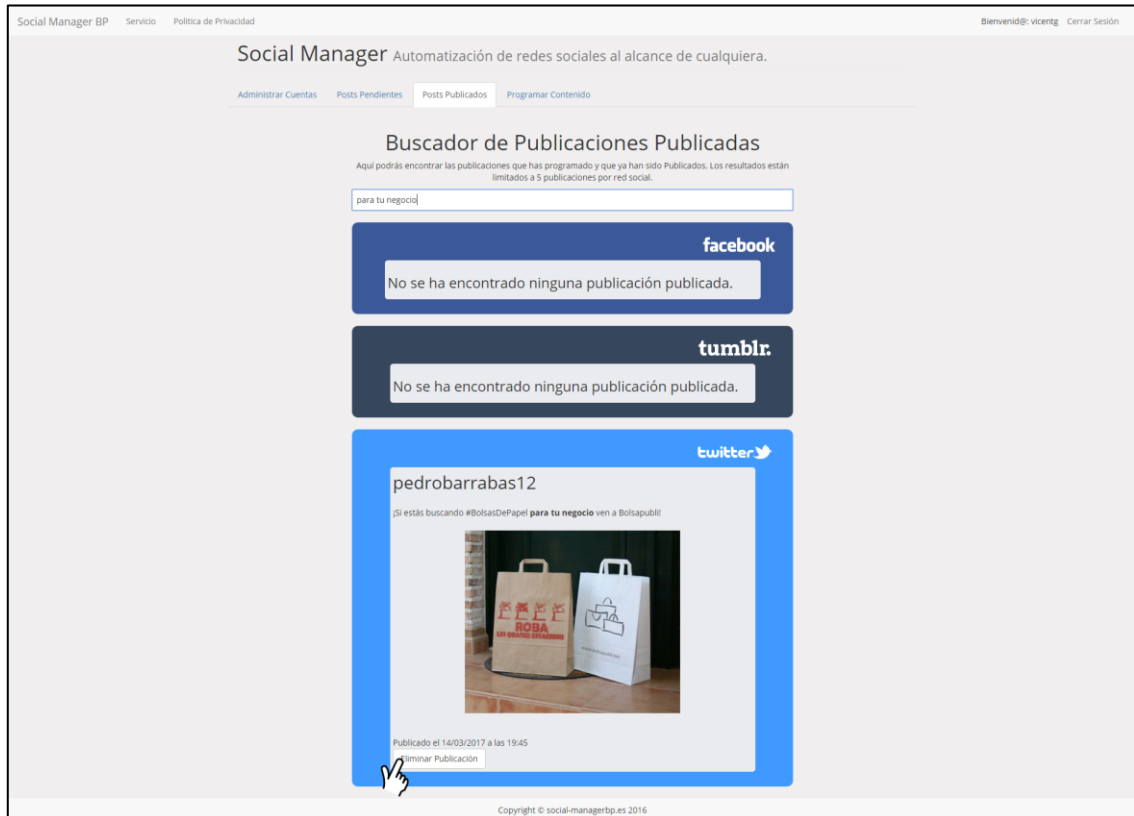 Social Manager BP Servicio Politica de Privacidad Bienvenid@: vicentg Cerrar Sesión
Social Manager Automatización de redes sociales al alcance de cualquiera.
Administrar Cuentas Posts Pendientes Posts Publicados Programar Contenido
Buscador de Publicaciones Publicadas
Aquí podrás encontrar las publicaciones que has programado y que ya han sido Publicados. Los resultados están
limitados a 5 publicaciones por red social.
para tu negocio
facebook
No se ha encontrado ninguna publicación publicada.
tumblr.
No se ha encontrado ninguna publicación publicada.
twitter
pedrobarrabas12
¡Si estás buscando #BolsasDePapel para tu negocio ven a Bolsapubli!
ROBA
LES QUATRE ESTACIONS
Publicado el 14/03/2017 a las 19:45
Eliminar Publicación
Copyright © social-managerbp.es 2016